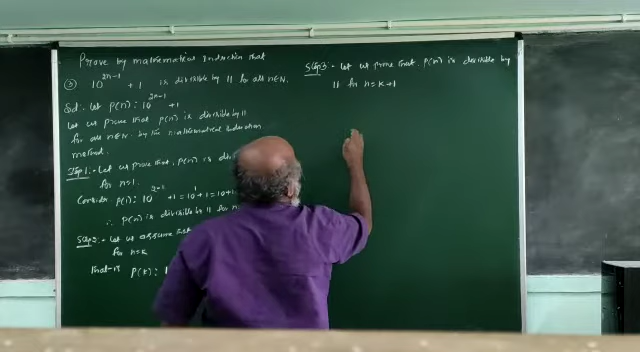 Prove by mathematical Induction that
② 10^{2n-1} + 1 is divisible by 11 for all n∈N.
Sol:- Let P(n): 10^{2n-1} + 1
Let us prove that P(n) is divisible by 11
for all n∈N. by the mathematical Induction
method.
Step 1:- Let us prove that, P(n) is
for n=1.
Consider P(1): 10^{2-1} + 1 = 10^1 + 1 = 10+1
∴ P(n) is divisible by 11 for
Step 2:- Let us assume
for n=k
That is P(k):
Step 3:- Let us prove that P(n) is divisible by
11 for n=k+1